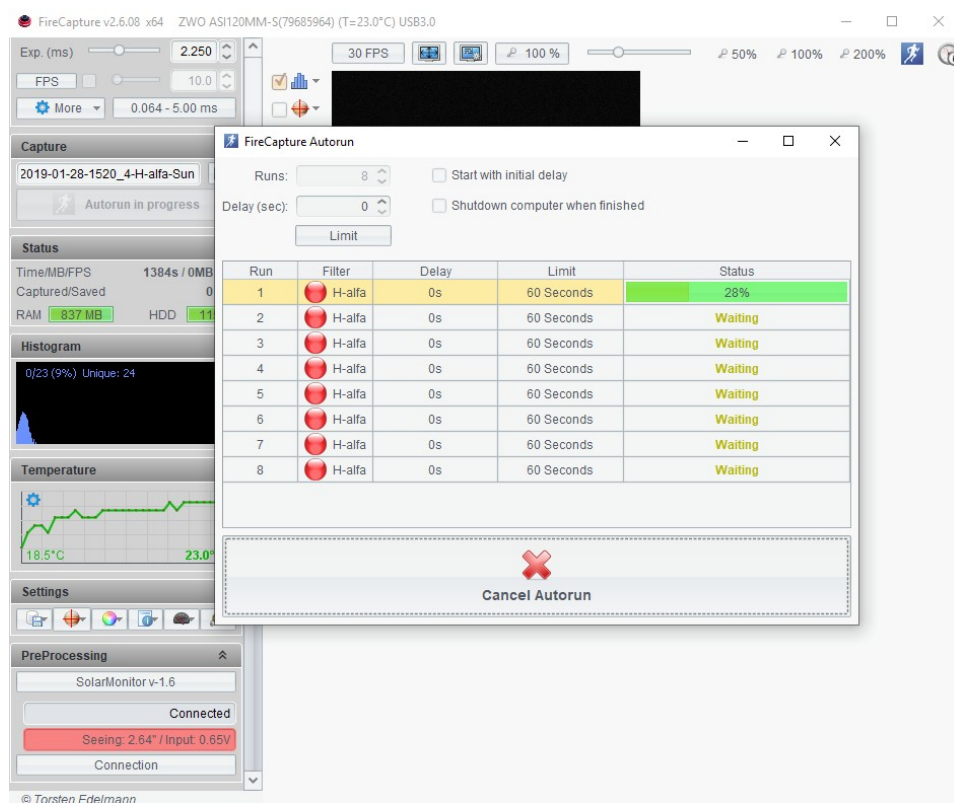 FireCapture v2.6.08 x64 ZWO ASI120MM-S(79685964) (T=23.0°C) USB3.0
Exp. (ms) 2.250
30 FPS 100 % 50% 100% 200%
FPS 10.0
More 0.064 - 5.00 ms
Capture
2019-01-28-1520_4-H-alfa-Sun
Autorun in progress
Status
Time/MB/FPS 1384s / 0MB
Captured/Saved 0
RAM 837 MB HDD 11
Histogram
0/23 (9%) Unique: 24
Temperature
18.5°C 23.0°
Settings
PreProcessing
SolarMonitor v-1.6
Connected
Seeing: 2.64" / Input: 0.65V
Connection
© Torsten Edelmann
FireCapture Autorun
Runs: 8 Start with initial delay
Delay (sec): 0 Shutdown computer when finished
Limit
Run Filter Delay Limit Status
1 H-alfa 0s 60 Seconds 28%
2 H-alfa 0s 60 Seconds Waiting
3 H-alfa 0s 60 Seconds Waiting
4 H-alfa 0s 60 Seconds Waiting
5 H-alfa 0s 60 Seconds Waiting
6 H-alfa 0s 60 Seconds Waiting
7 H-alfa 0s 60 Seconds Waiting
8 H-alfa 0s 60 Seconds Waiting
Cancel Autorun